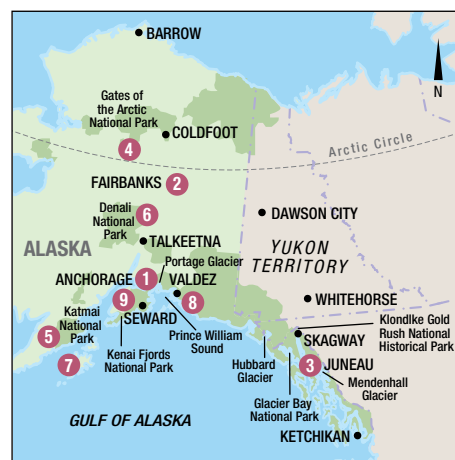 BARROW
N
Gates of
the Arctic
National Park
COLDFOOT
Arctic Circle
4
FAIRBANKS 2
Denali
National
Park
6
DAWSON CITY
ALASKA
TALKEETNA
YUKON
TERRITORY
Portage Glacier
ANCHORAGE 1
VALDEZ
9
8
WHITEHORSE
SEWARD
Katmai
National
Park
Klondlke Gold
Rush National
Historical Park
Prince William
Sound
SKAGWAY
5
Kenai Fjords
National Park
Hubbard
Glacier
7
3 JUNEAU
Mendenhall
Glacier
Glacier Bay
National Park
GULF OF ALASKA
KETCHIKAN